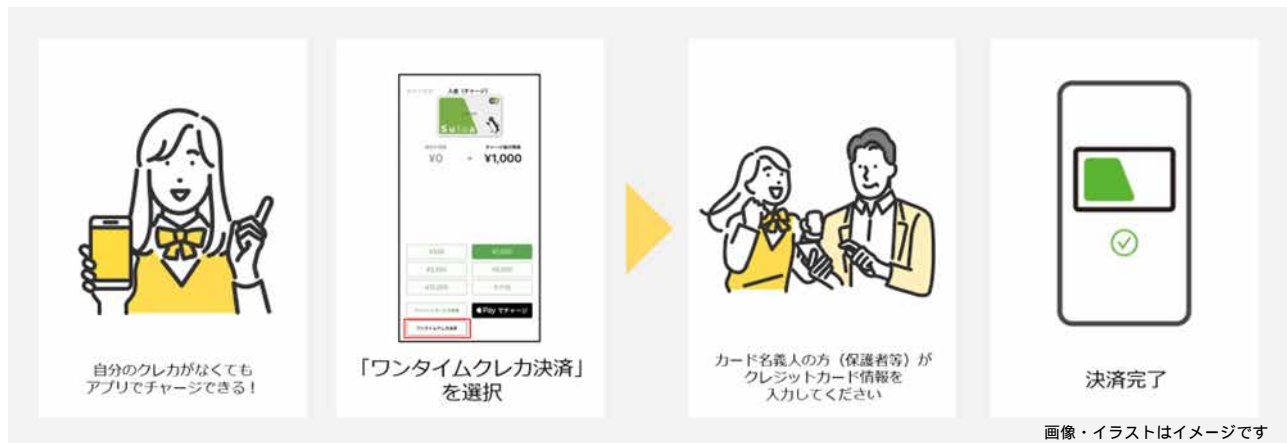 自分のクレカがなくても
アプリでチャージできる！
入金（チャージ）
Suica
¥0
¥1,000
¥1,000
Pay でチャージ
ワンタイムクレカ決済
「ワンタイムクレカ決済」
を選択
カード名義人の方（保護者等）が
クレジットカード情報を
入力してください
決済完了
画像・イラストはイメージです